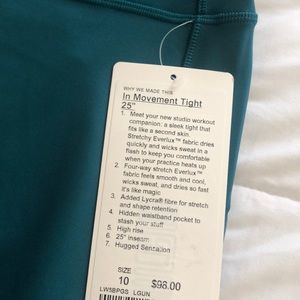 WHY WE MADE THIS
In Movement Tight
25"
1. Meet your new studio workout
companion: a sleek tight that
fits like a second skin.
Stretchy Everlux™ fabric dries
quickly and wicks sweat in a
flash to keep you comfortable
when your practice heats up
2. Four-way stretch Everlux™
fabric feels smooth and cool,
wicks sweat, and dries so fast
it's like magic
3. Added Lycra® fibre for stretch
and shape retention
4. Hidden waistband pocket to
stash your stuff
5. High rise
6. 25" inseam
7. Hugged Sensation
SIZE
10 $98.00
LW5BPGS LGUN